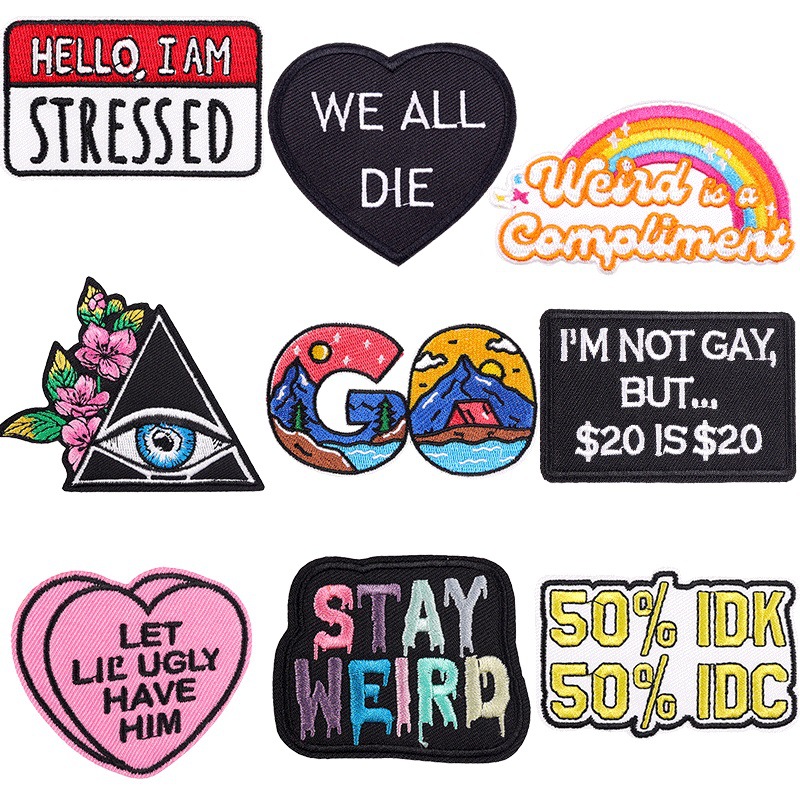 HELLO, I AM
STRESSED
WE ALL
DIE
Weird is a
Compliment
GO
I'M NOT GAY,
BUT...
$20 IS $20
LET
LIL' UGLY
HAVE
HIM
STAY
WEIRD
50% IDK
50% IDC